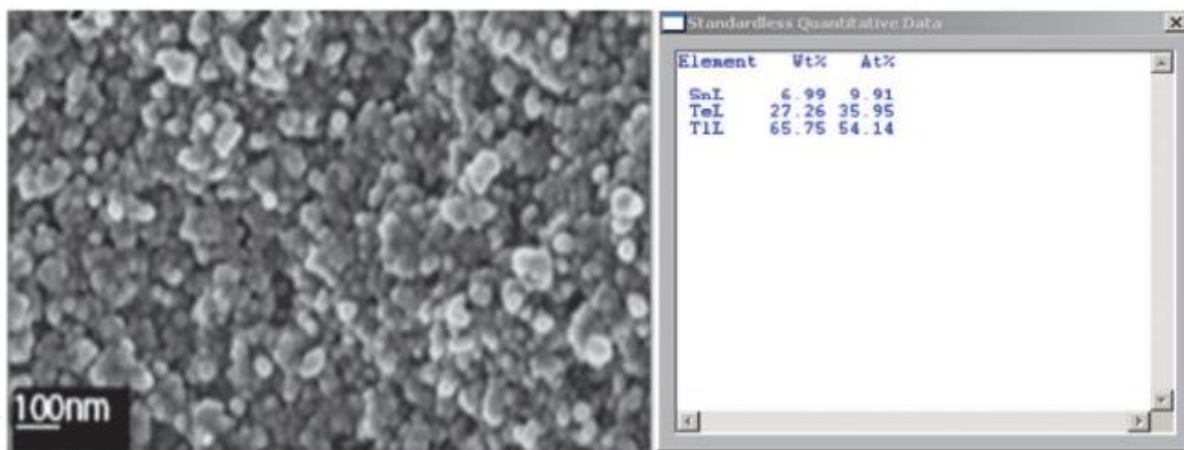 100nm
Standardless Quantitative Data
Element Wt% At%
SnL 6.99 9.91
TeL 27.26 35.95
TlL 65.75 54.14